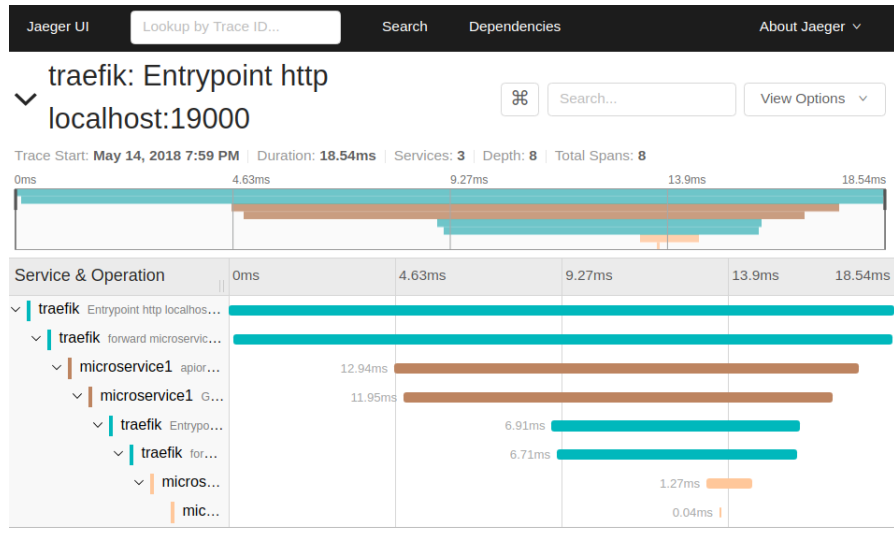 Jaeger UI Lookup by Trace ID... Search Dependencies About Jaeger
traefik: Entrypoint http
localhost:19000
⌘ Search... View Options
Trace Start: May 14, 2018 7:59 PM Duration: 18.54ms Services: 3 Depth: 8 Total Spans: 8
0ms 4.63ms 9.27ms 13.9ms 18.54ms
Service & Operation 0ms 4.63ms 9.27ms 13.9ms 18.54ms
traefik Entrypoint http localhos...
traefik forward microservic...
microservice1 apior... 12.94ms
microservice1 G... 11.95ms
traefik Entrypo... 6.91ms
traefik for... 6.71ms
micros... 1.27ms
mic... 0.04ms